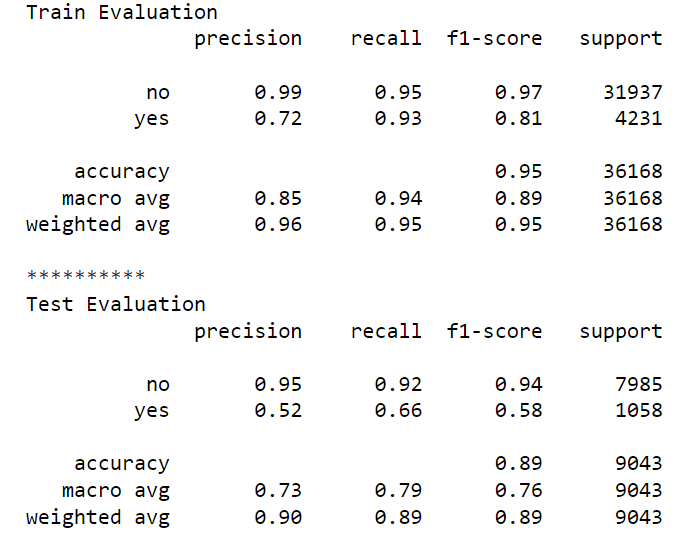 Train Evaluation
precision recall f1-score support
no 0.99 0.95 0.97 31937
yes 0.72 0.93 0.81 4231
accuracy 0.95 36168
macro avg 0.85 0.94 0.89 36168
weighted avg 0.96 0.95 0.95 36168
**********
Test Evaluation
precision recall f1-score support
no 0.95 0.92 0.94 7985
yes 0.52 0.66 0.58 1058
accuracy 0.89 9043
macro avg 0.73 0.79 0.76 9043
weighted avg 0.90 0.89 0.89 9043